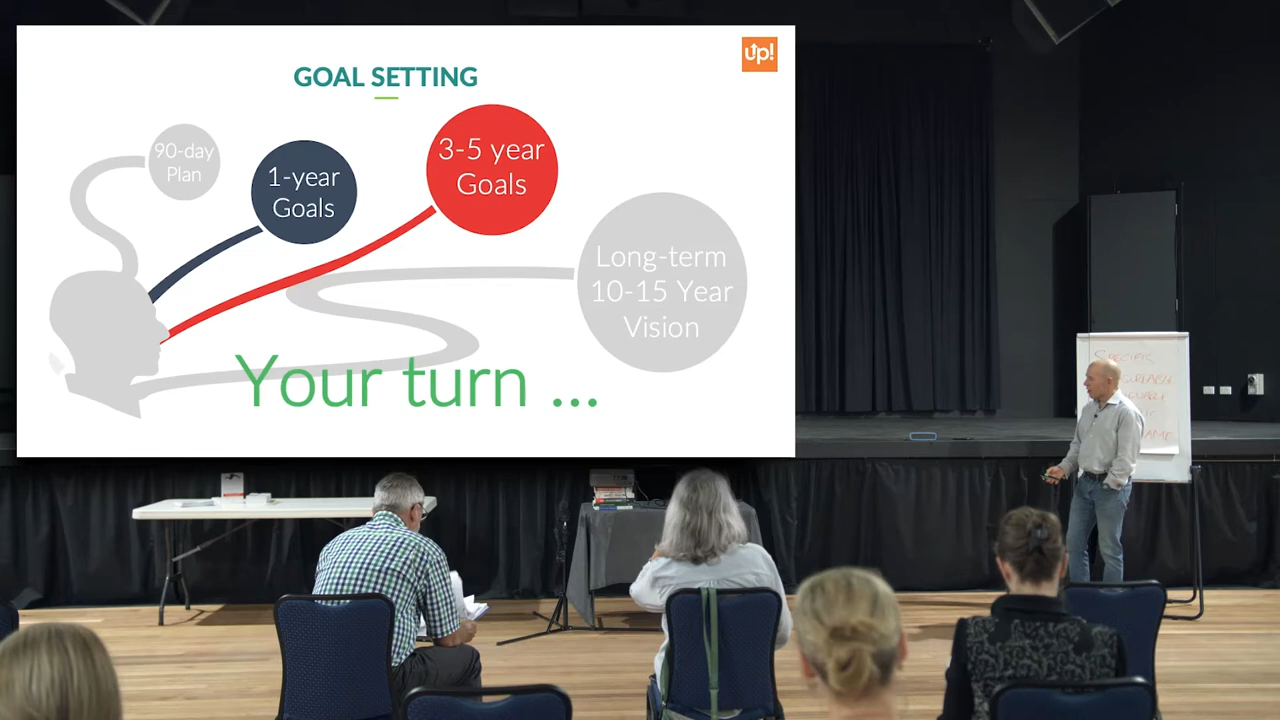 up!
GOAL SETTING
90-day
Plan
1-year
Goals
3-5 year
Goals
Long-term
10-15 Year
Vision
Your turn ...
SPECIFIC